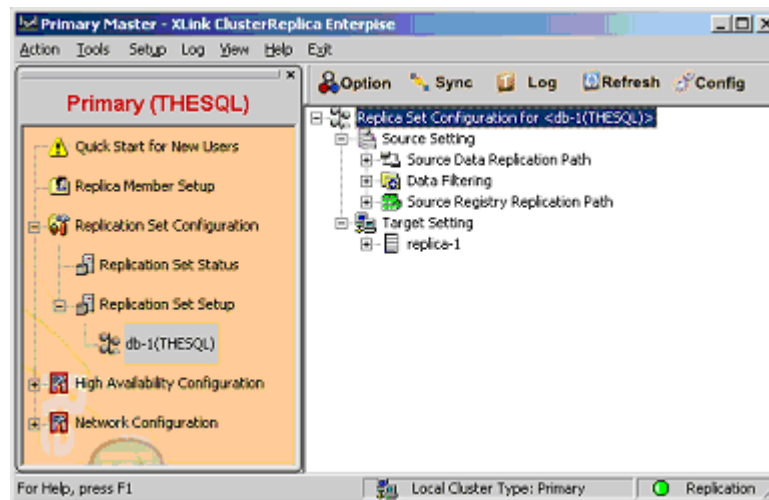 Primary Master - XLink ClusterReplica Enterpise
Action Tools Setup Log View Help Exit
Primary (THESQL)
Quick Start for New Users
Replica Member Setup
Replication Set Configuration
Replication Set Status
Replication Set Setup
db-1(THESQL)
High Availability Configuration
Network Configuration
Option Sync Log Refresh Config
Replica Set Configuration for <db-1(THESQL)>
Source Setting
Source Data Replication Path
Data Filtering
Source Registry Replication Path
Target Setting
replica-1
For Help, press F1
Local Cluster Type: Primary
Replication